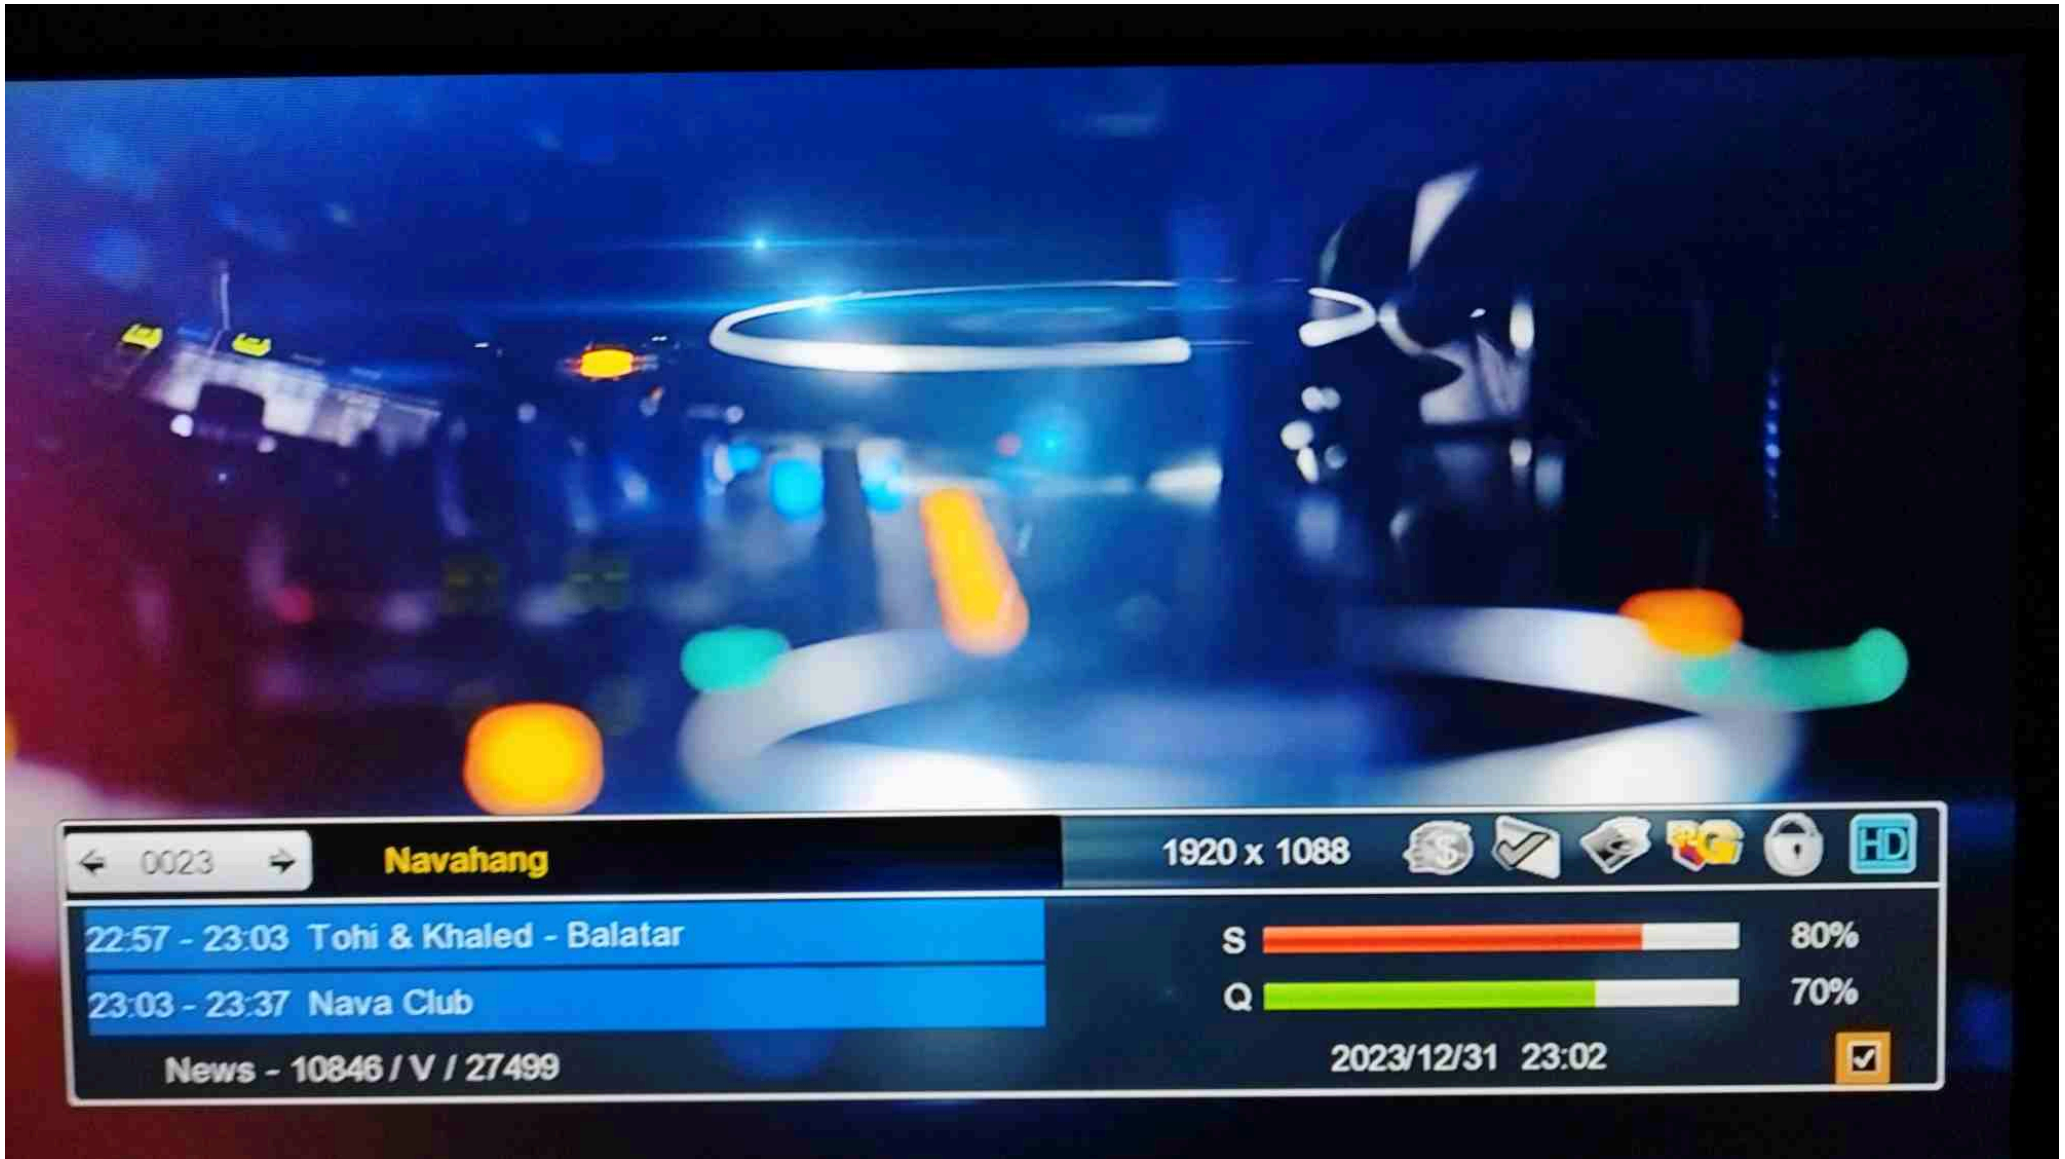 0023
Navahang
1920 x 1088
HD
22:57 - 23:03 Tohi & Khaled - Balatar
S 80%
23:03 - 23:37 Nava Club
Q 70%
News - 10846 / V / 27499
2023/12/31 23:02